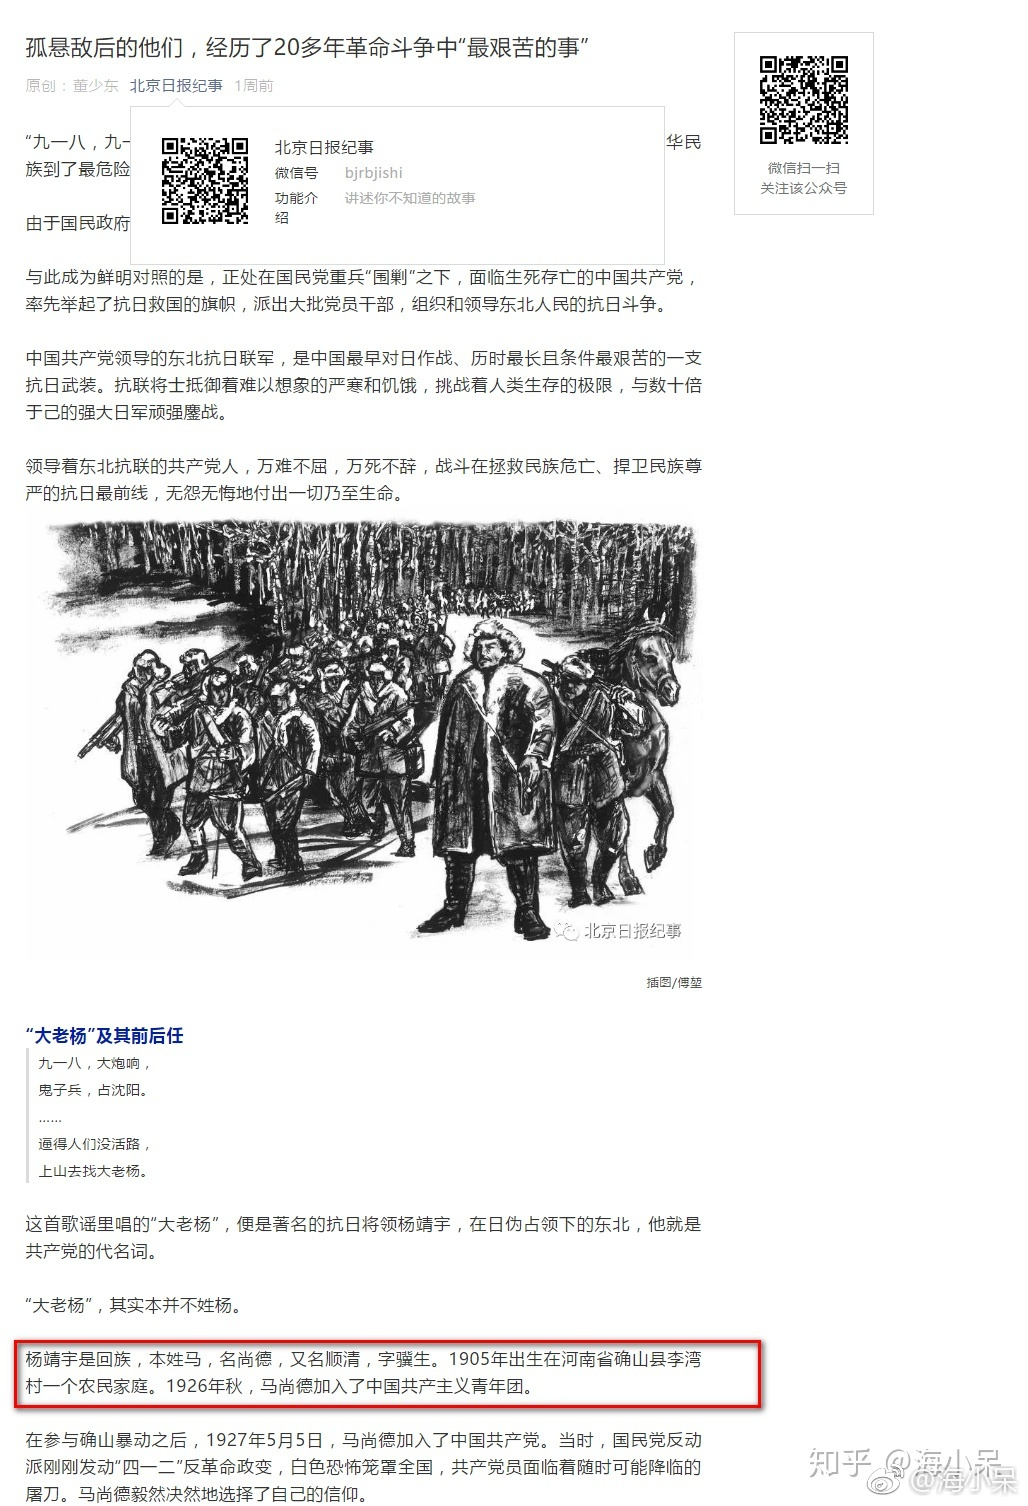 孤悬敌后的他们，经历了20多年革命斗争中“最艰苦的事”
原创：董少东 北京日报纪事 1周前
“九一八，九一
华民
族到了最危险
由于国民政府
北京日报纪事
微信号 bjrbjishi
功能介绍 讲述你不知道的故事
微信扫一扫
关注该公众号
与此成为鲜明对照的是，正处在国民党重兵“围剿”之下，面临生死存亡的中国共产党，
率先举起了抗日救国的旗帜，派出大批党员干部，组织和领导东北人民的抗日斗争。
中国共产党领导的东北抗日联军，是中国最早对日作战、历时最长且条件最艰苦的一支
抗日武装。抗联将士抵御着难以想象的严寒和饥饿，挑战着人类生存的极限，与数十倍
于己的强大日军顽强鏖战。
领导着东北抗联的共产党人，万难不屈，万死不辞，战斗在拯救民族危亡、捍卫民族尊
严的抗日最前线，无怨无悔地付出一切乃至生命。
北京日报纪事
插图/傅堃
“大老杨”及其前后任
九一八，大炮响，
鬼子兵，占沈阳。
……
逼得人们没活路，
上山去找大老杨。
这首歌谣里唱的“大老杨”，便是著名的抗日将领杨靖宇，在日伪占领下的东北，他就是
共产党的代名词。
“大老杨”，其实本并不姓杨。
杨靖宇是回族，本姓马，名尚德，又名顺清，字骥生。1905年出生在河南省确山县李湾
村一个农民家庭。1926年秋，马尚德加入了中国共产主义青年团。
在参与确山暴动之后，1927年5月5日，马尚德加入了中国共产党。当时，国民党反动
派刚刚发动“四一二”反革命政变，白色恐怖笼罩全国，共产党员面临着随时可能降临的
屠刀。马尚德毅然决然地选择了自己的信仰。
知乎 @海小呆
@海小呆